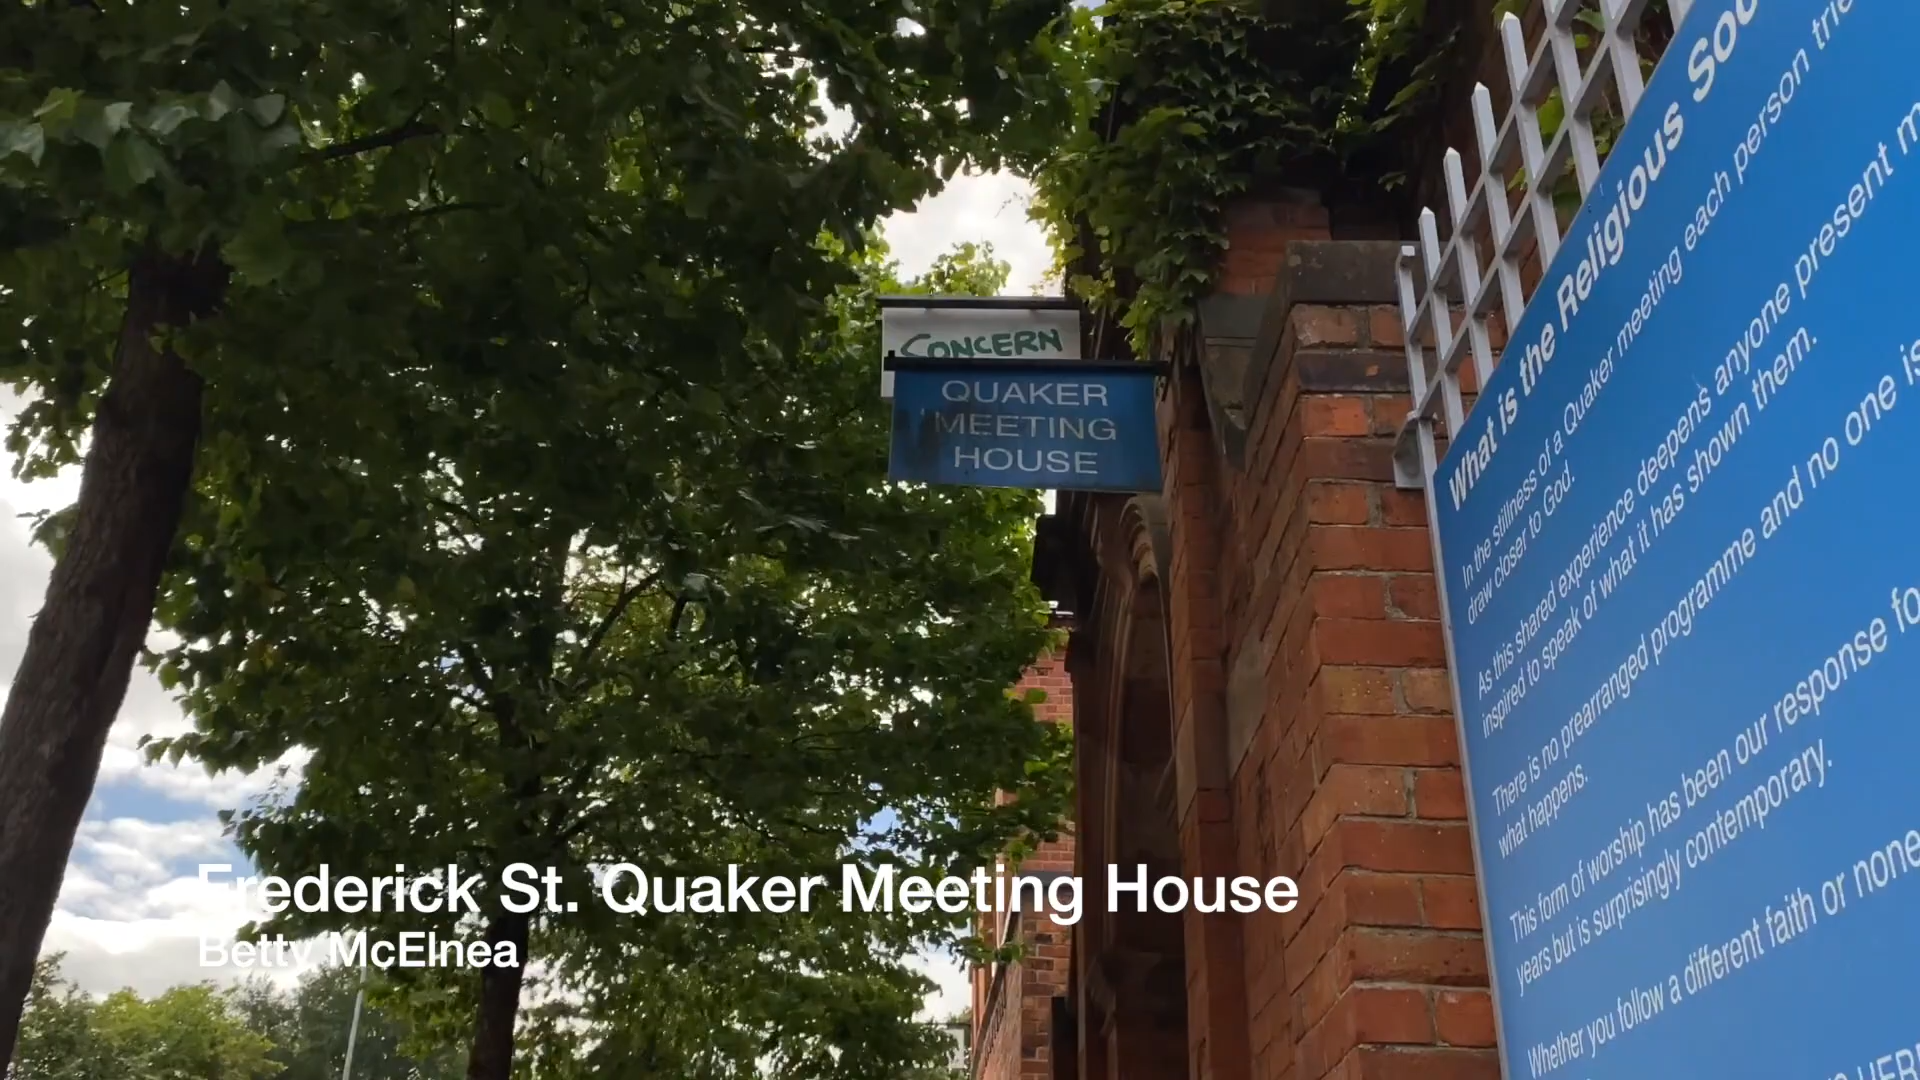 CONCERN
QUAKER
MEETING
HOUSE
What is the Religious Soc
In the stillness of a Quaker meeting each person trie
draw closer to God.
As this shared experience deepens anyone present m
inspired to speak of what it has shown them.
There is no prearranged programme and no one is
what happens.
This form of worship has been our response fo
years but is surprisingly contemporary.
Whether you follow a different faith or none
Frederick St. Quaker Meeting House
Betty McElnea